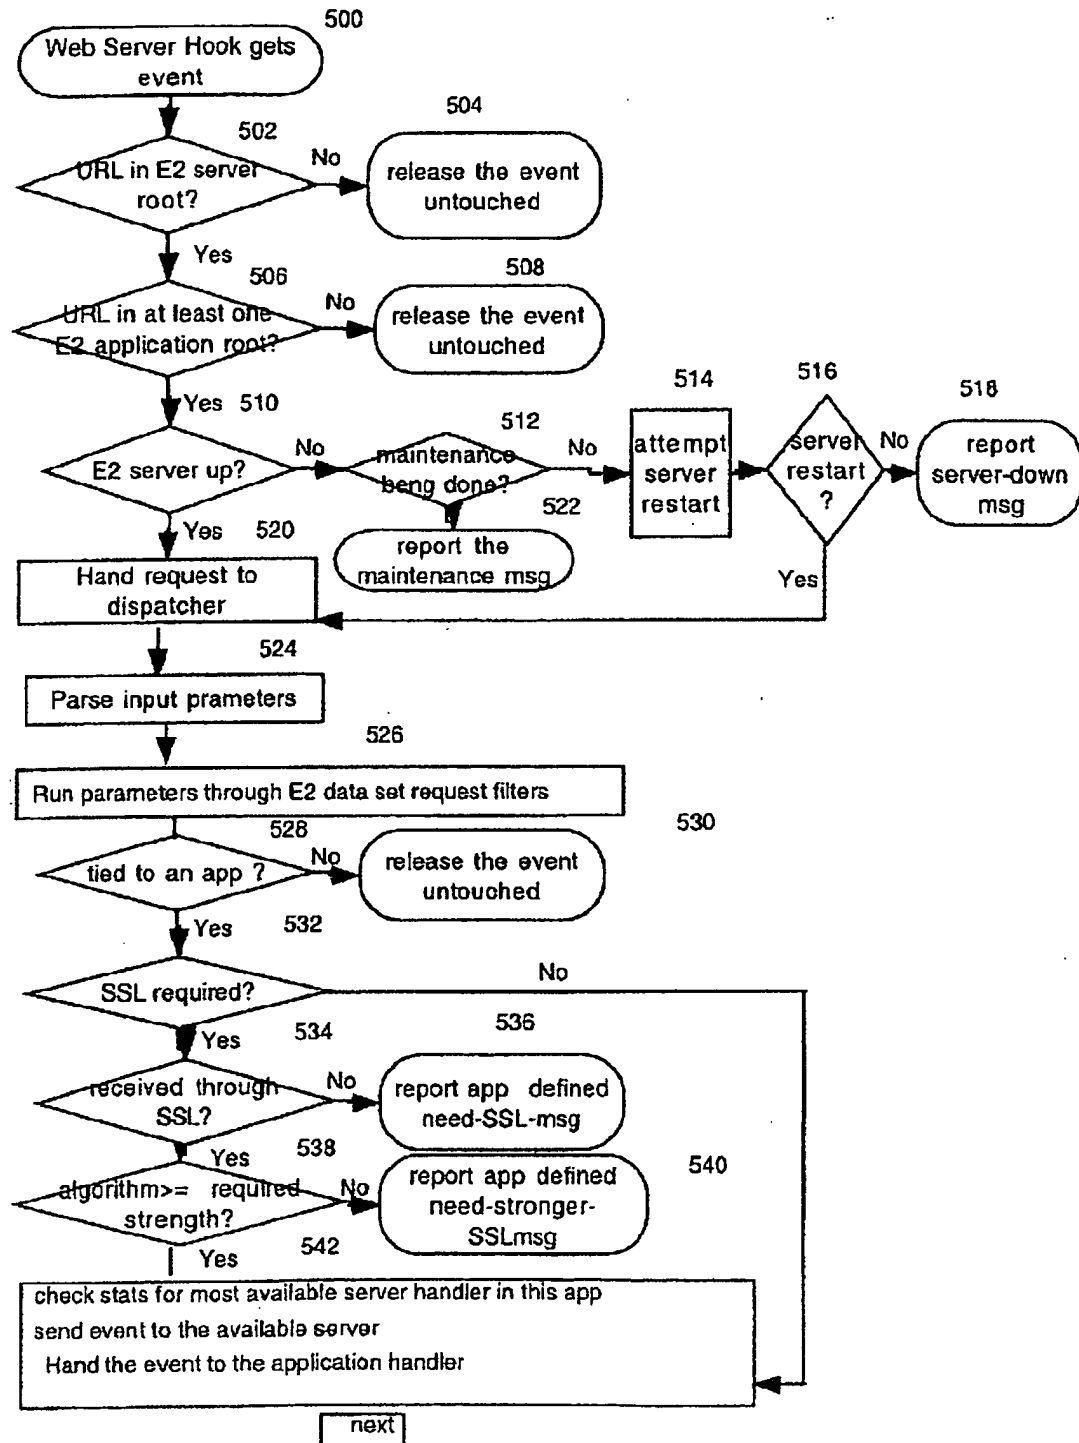 500
Web Server Hook gets
event
502
504
URL in E2 server
root?
No
release the event
untouched
Yes
506
508
URL in at least one
E2 application root?
No
release the event
untouched
Yes 510
512
514
516
518
E2 server up?
No
maintenance
beng done?
No
attempt
server
restart
server
restart
?
No
report
server-down
msg
Yes 520
522
report the
maintenance msg
Yes
Hand request to
dispatcher
524
Parse input prameters
526
Run parameters through E2 data set request filters
528
530
tied to an app ?
No
release the event
untouched
Yes
532
SSL required?
No
Yes
534
536
received through
SSL?
No
report app defined
need-SSL-msg
Yes
538
540
algorithm>= required
strength?
No
report app defined
need-stronger-
SSLmsg
Yes
542
check stats for most available server handler in this app
send event to the available server
Hand the event to the application handler
next